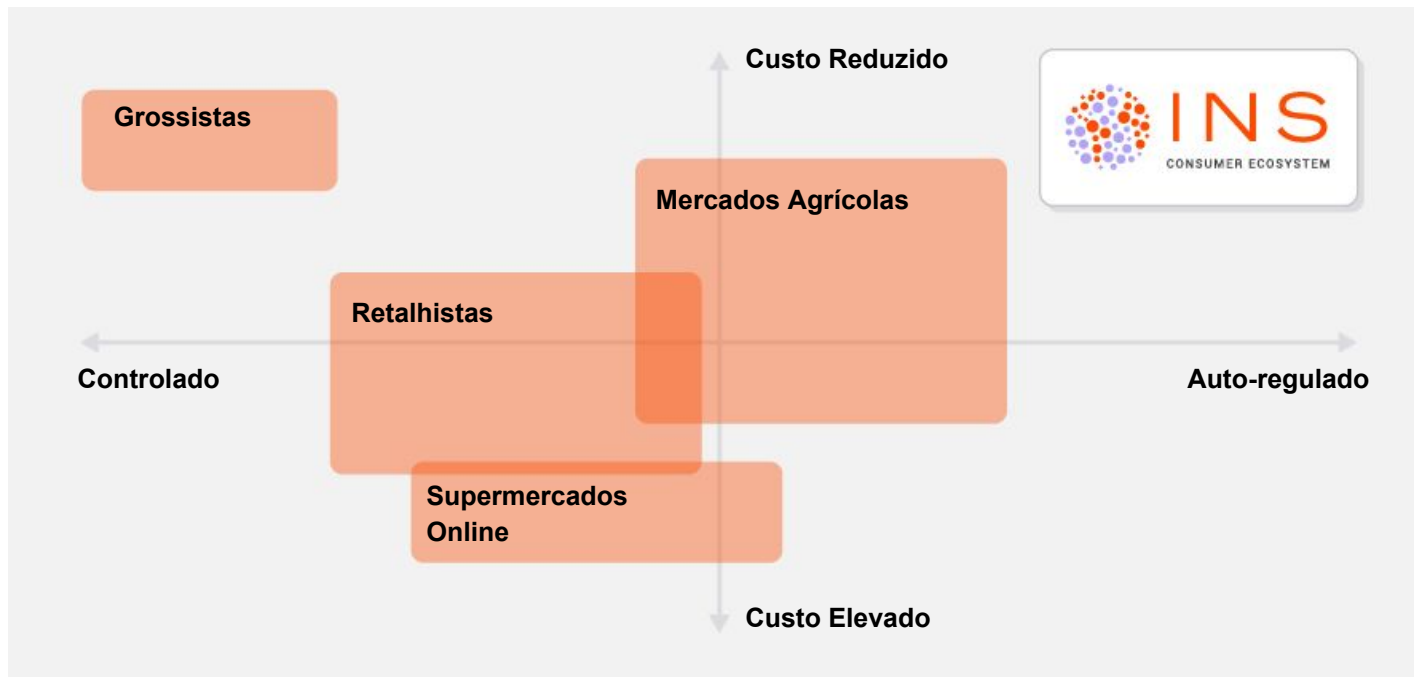 Custo Reduzido
Grossistas
INS
CONSUMER ECOSYSTEM
Mercados Agrícolas
Retalhistas
Controlado
Auto-regulado
Supermercados
Online
Custo Elevado